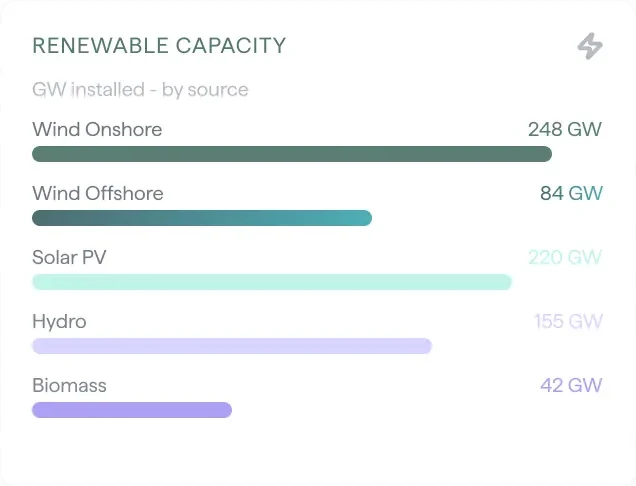 RENEWABLE CAPACITY
GW installed - by source
Wind Onshore 248 GW
Wind Offshore 84 GW
Solar PV 220 GW
Hydro 155 GW
Biomass 42 GW